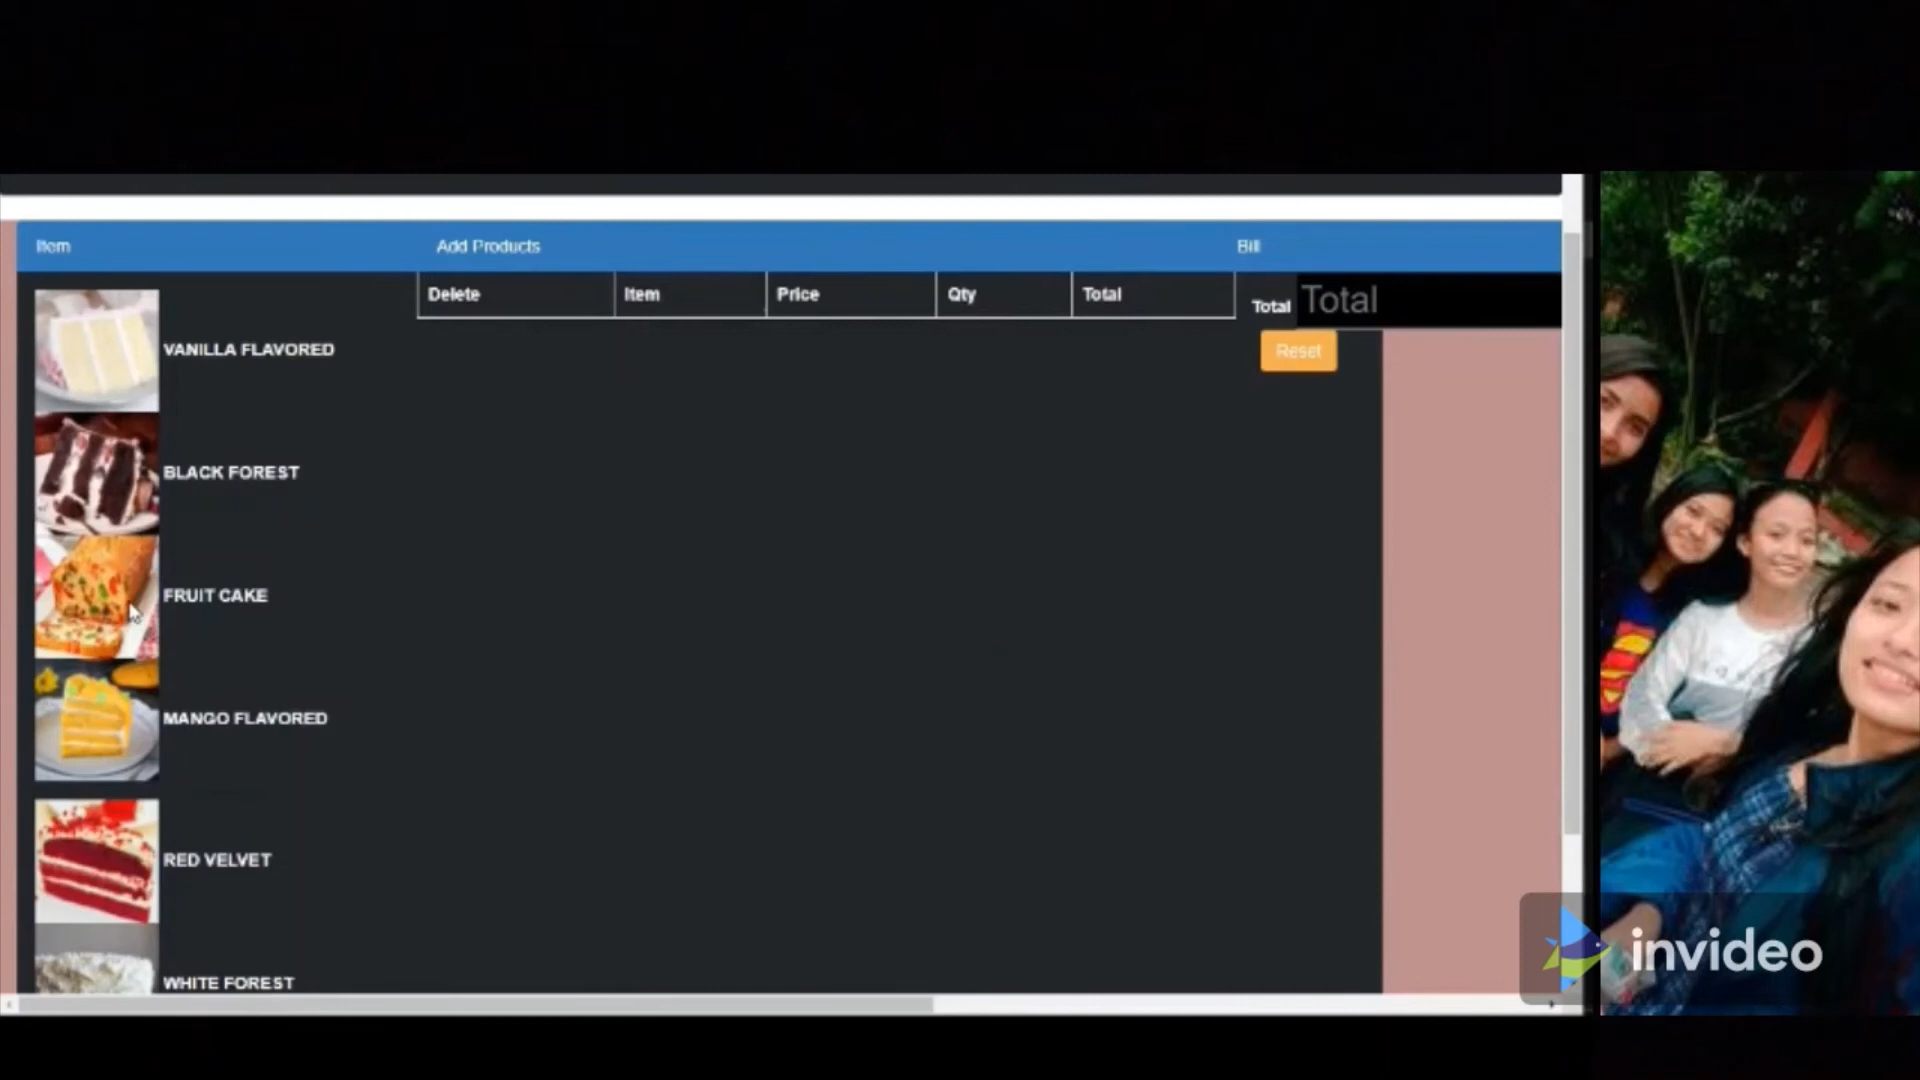 Item Add Products Bill
Delete Item Price Qty Total Total Total
Reset
VANILLA FLAVORED
BLACK FOREST
FRUIT CAKE
MANGO FLAVORED
RED VELVET
WHITE FOREST
invideo